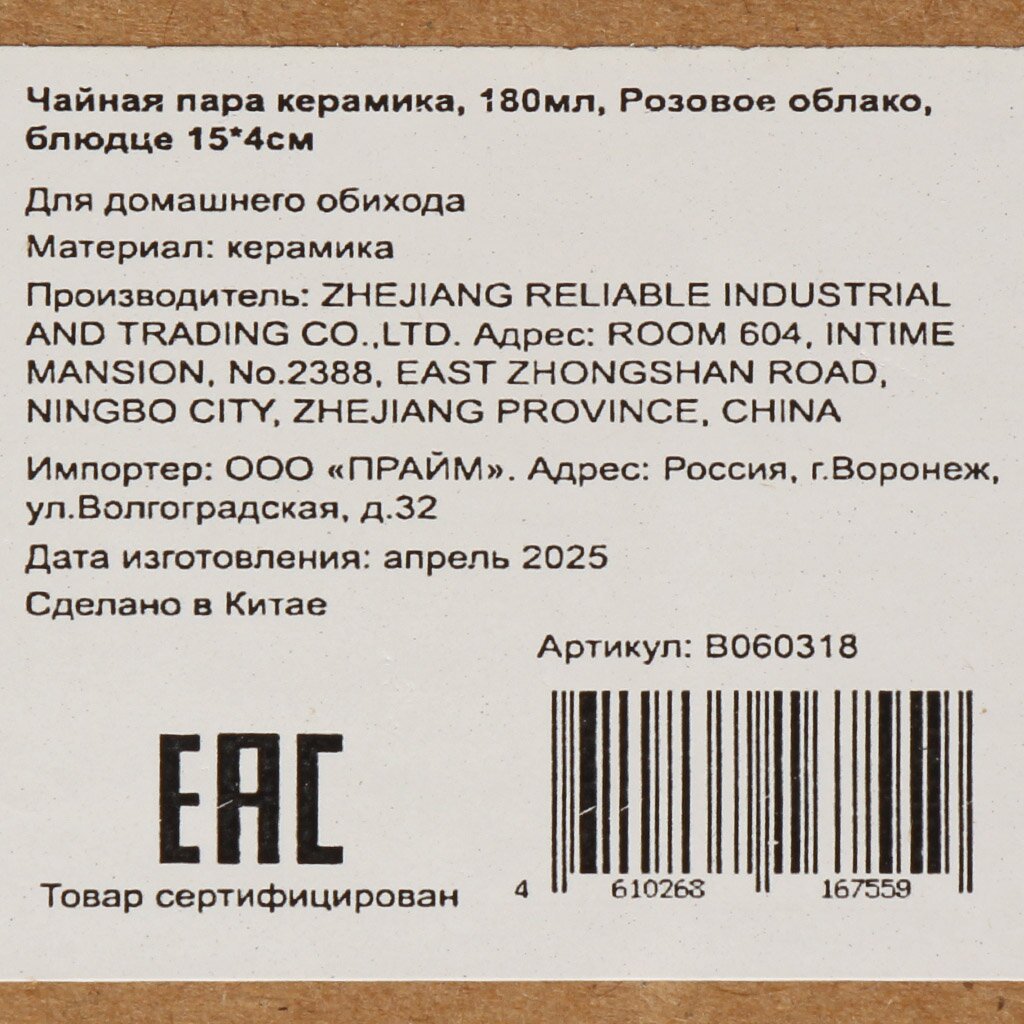 Чайная пара керамика, 180мл, Розовое облако,
блюдце 15*4см
Для домашнего обихода
Материал: керамика
Производитель: ZHEJIANG RELIABLE INDUSTRIAL
AND TRADING CO.,LTD. Адрес: ROOM 604, INTIME
MANSION, No.2388, EAST ZHONGSHAN ROAD,
NINGBO CITY, ZHEJIANG PROVINCE, CHINA
Импортер: ООО «ПРАЙМ». Адрес: Россия, г.Воронеж,
ул.Волгоградская, д.32
Дата изготовления: апрель 2025
Сделано в Китае
Артикул: B060318
EAC
Товар сертифицирован
4 610268 167559